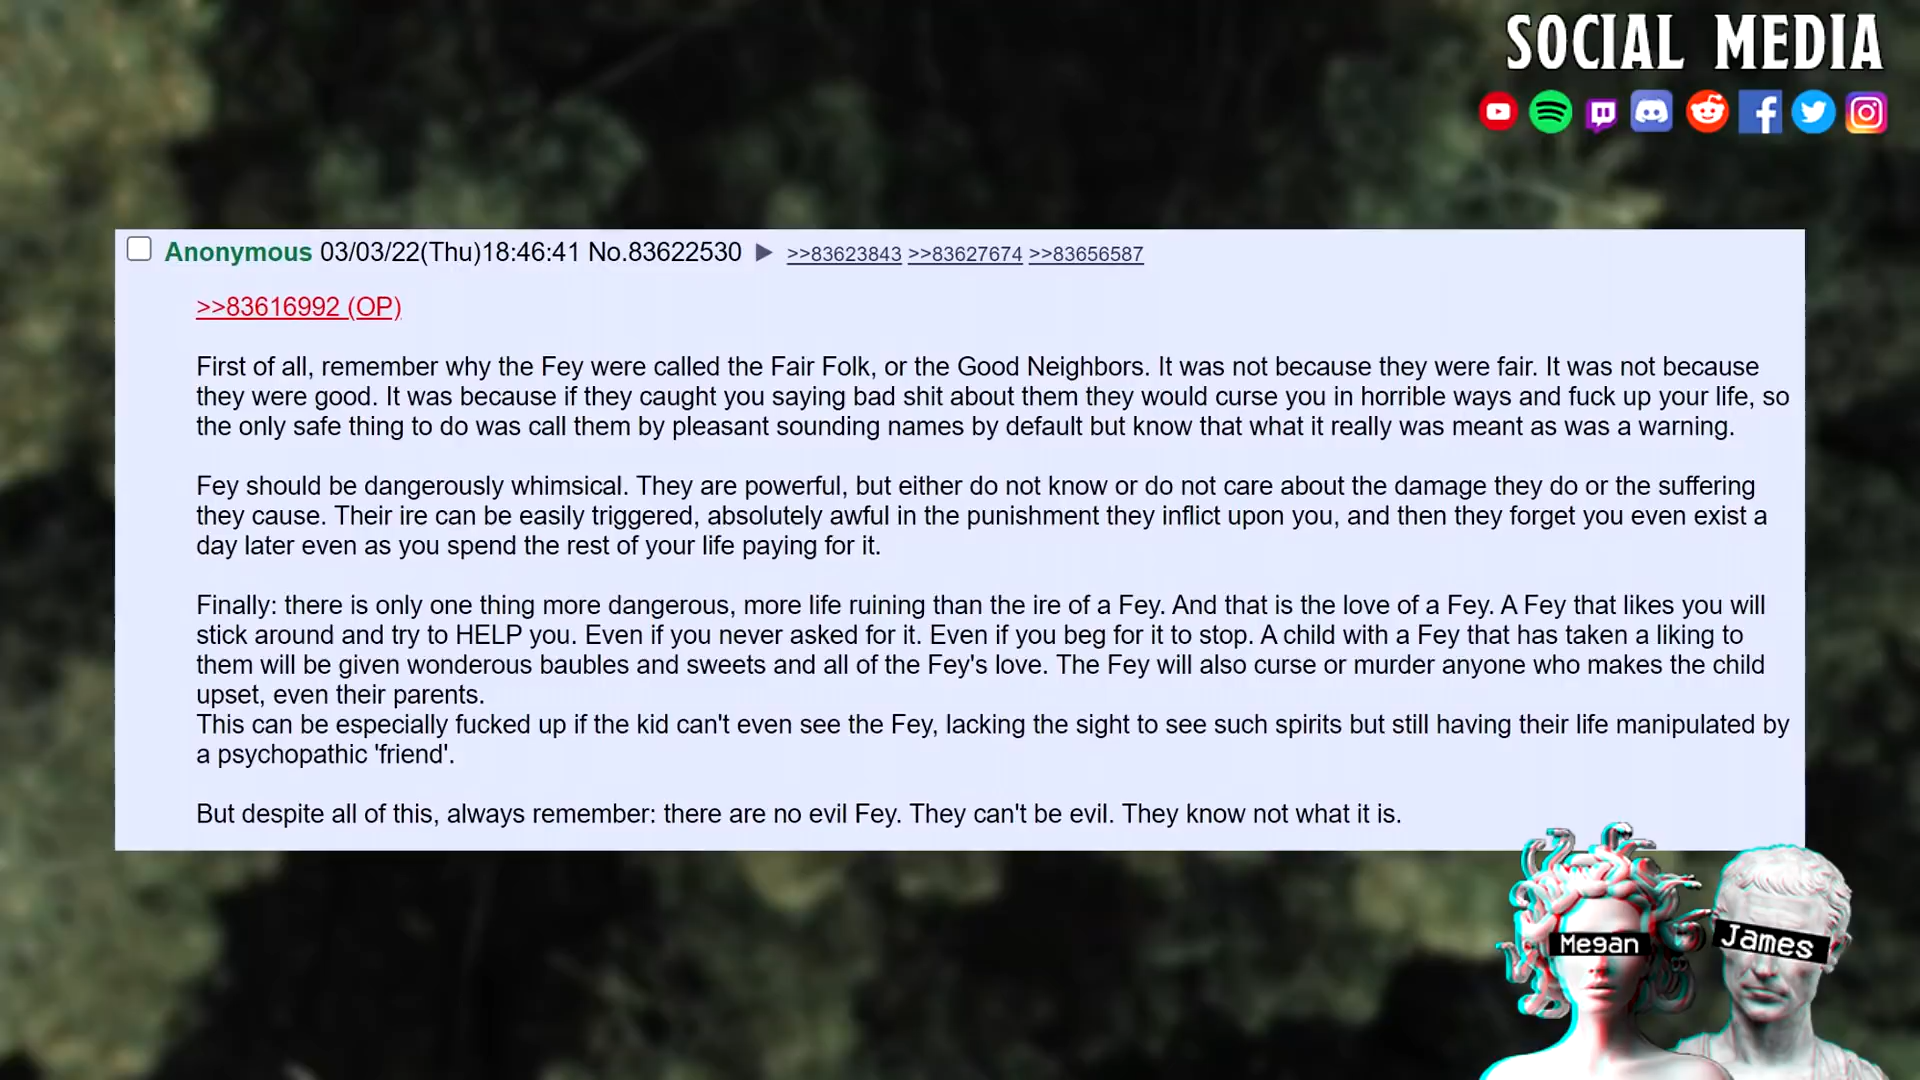 SOCIAL MEDIA
Anonymous 03/03/22(Thu)18:46:41 No.83622530 ▶ >>83623843 >>83627674 >>83656587
>>83616992 (OP)
First of all, remember why the Fey were called the Fair Folk, or the Good Neighbors. It was not because they were fair. It was not because
they were good. It was because if they caught you saying bad shit about them they would curse you in horrible ways and fuck up your life, so
the only safe thing to do was call them by pleasant sounding names by default but know that what it really was meant as was a warning.
Fey should be dangerously whimsical. They are powerful, but either do not know or do not care about the damage they do or the suffering
they cause. Their ire can be easily triggered, absolutely awful in the punishment they inflict upon you, and then they forget you even exist a
day later even as you spend the rest of your life paying for it.
Finally: there is only one thing more dangerous, more life ruining than the ire of a Fey. And that is the love of a Fey. A Fey that likes you will
stick around and try to HELP you. Even if you never asked for it. Even if you beg for it to stop. A child with a Fey that has taken a liking to
them will be given wonderous baubles and sweets and all of the Fey's love. The Fey will also curse or murder anyone who makes the child
upset, even their parents.
This can be especially fucked up if the kid can't even see the Fey, lacking the sight to see such spirits but still having their life manipulated by
a psychopathic 'friend'.
But despite all of this, always remember: there are no evil Fey. They can't be evil. They know not what it is.
Megan
James